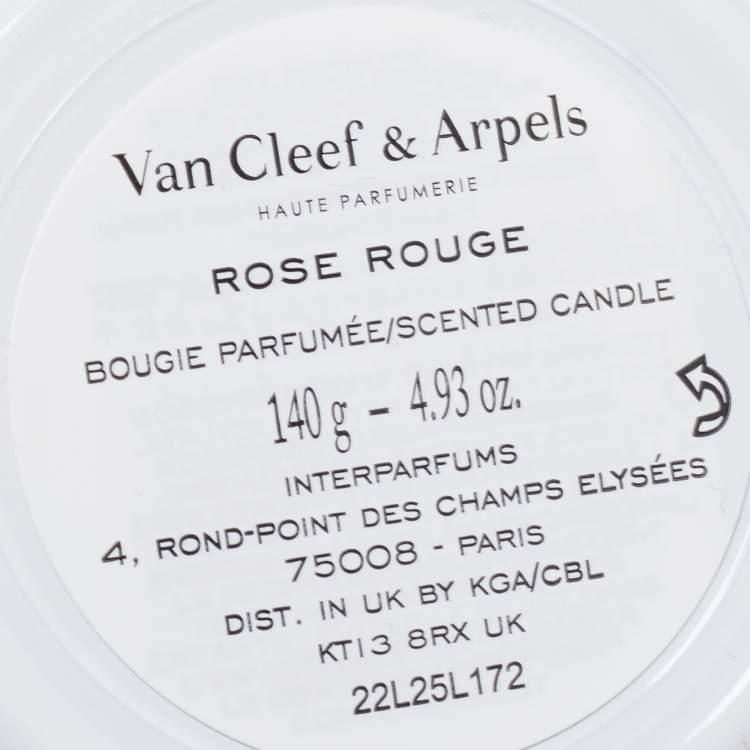 Van Cleef & Arpels
HAUTE PARFUMERIE
ROSE ROUGE
BOUGIE PARFUMÉE/SCENTED CANDLE
140 g – 4.93 oz.
INTERPARFUMS
4, ROND-POINT DES CHAMPS ELYSÉES
75008 - PARIS
DIST. IN UK BY KGA/CBL
KT13 8RX UK
22L25L172